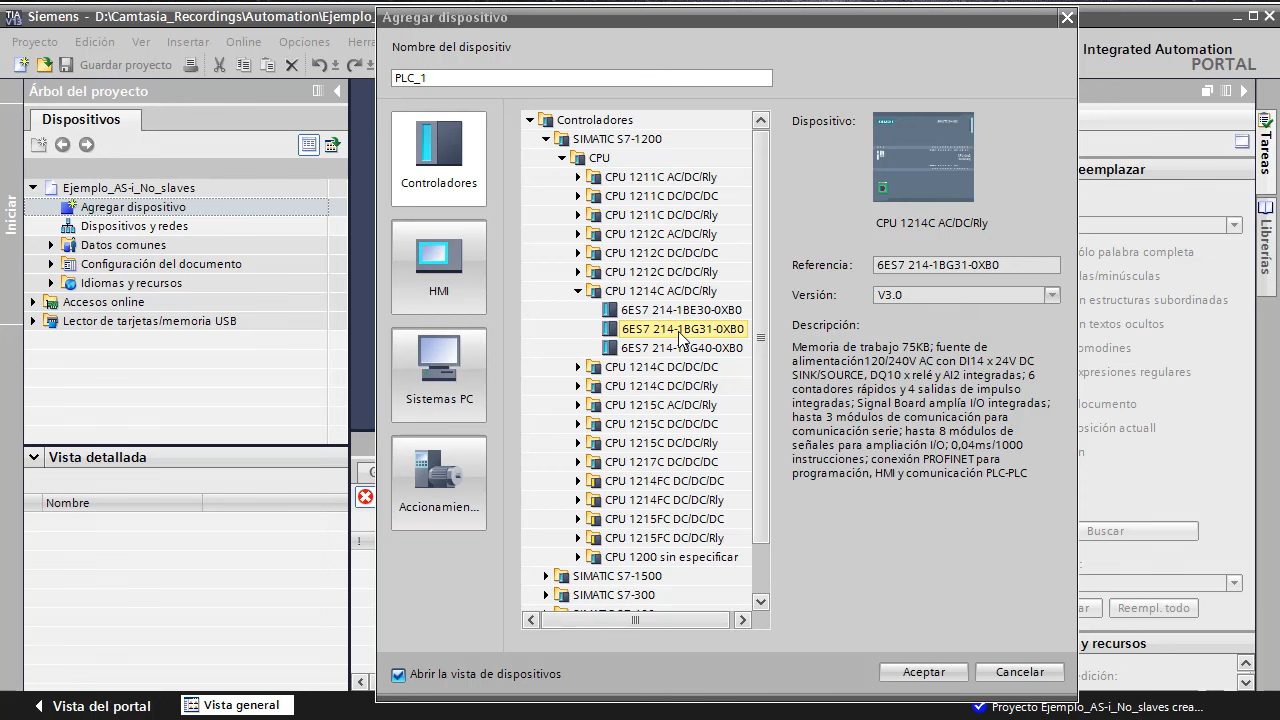 TIA
V13
Siemens - D:\Camtasia_Recordings\Automation\Ejemplo_
Proyecto Edición Ver Insertar Online Opciones Herra
Guardar proyecto
Integrated Automation
PORTAL
Iniciar
Árbol del proyecto
Dispositivos
Ejemplo_AS-i_No_slaves
Agregar dispositivo
Dispositivos y redes
Datos comunes
Configuración del documento
Idiomas y recursos
Accesos online
Lector de tarjetas/memoria USB
Vista detallada
Nombre
Agregar dispositivo
Nombre del dispositiv
PLC_1
Controladores
HMI
Sistemas PC
Accionamien...
Controladores
SIMATIC S7-1200
CPU
CPU 1211C AC/DC/Rly
CPU 1211C DC/DC/DC
CPU 1211C DC/DC/Rly
CPU 1212C AC/DC/Rly
CPU 1212C DC/DC/DC
CPU 1212C DC/DC/Rly
CPU 1214C AC/DC/Rly
6ES7 214-1BE30-0XB0
6ES7 214-1BG31-0XB0
6ES7 214-1BG40-0XB0
CPU 1214C DC/DC/DC
CPU 1214C DC/DC/Rly
CPU 1215C AC/DC/Rly
CPU 1215C DC/DC/DC
CPU 1215C DC/DC/Rly
CPU 1217C DC/DC/DC
CPU 1214FC DC/DC/DC
CPU 1214FC DC/DC/Rly
CPU 1215FC DC/DC/DC
CPU 1215FC DC/DC/Rly
CPU 1200 sin especificar
SIMATIC S7-1500
SIMATIC S7-300
Dispositivo:
CPU 1214C AC/DC/Rly
Referencia: 6ES7 214-1BG31-0XB0
Versión: V3.0
Descripción:
Memoria de trabajo 75KB; fuente de
alimentación120/240V AC con DI14 x 24V DC
SINK/SOURCE, DQ10 x relé y AI2 integradas; 6
contadores rápidos y 4 salidas de impulso
integradas; Signal Board amplía I/O integradas;
hasta 3 módulos de comunicación para
comunicación serie; hasta 8 módulos de
señales para ampliación I/O; 0,04ms/1000
instrucciones; conexión PROFINET para
programación, HMI y comunicación PLC-PLC
Abrir la vista de dispositivos
Aceptar
Cancelar
Tareas
Librerías
eemplazar
ólo palabra completa
las/minúsculas
n estructuras subordinadas
n textos ocultos
expresiones regulares
ocumento
osición actuall
n
Buscar
ar
Reempl. todo
y recursos
edición:
Vista del portal
Vista general
Proyecto Ejemplo_AS-i_No_slaves crea...